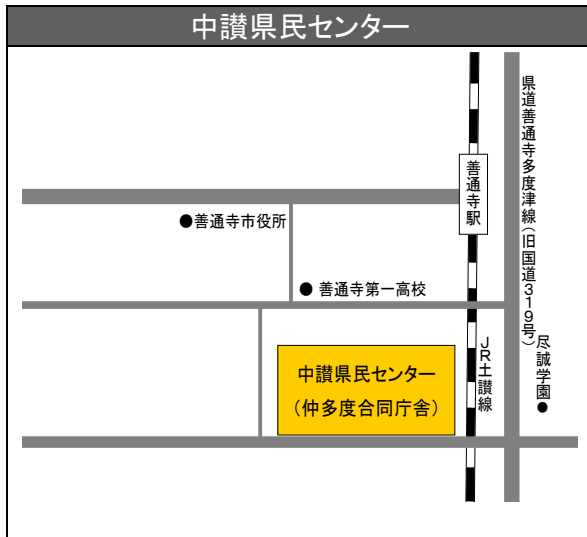 中讃県民センター
県道善通寺多度津線(旧国道319号)
善通寺駅
●善通寺市役所
● 善通寺第一高校
JR土讃線
尽誠学園●
中讃県民センター
(仲多度合同庁舎)